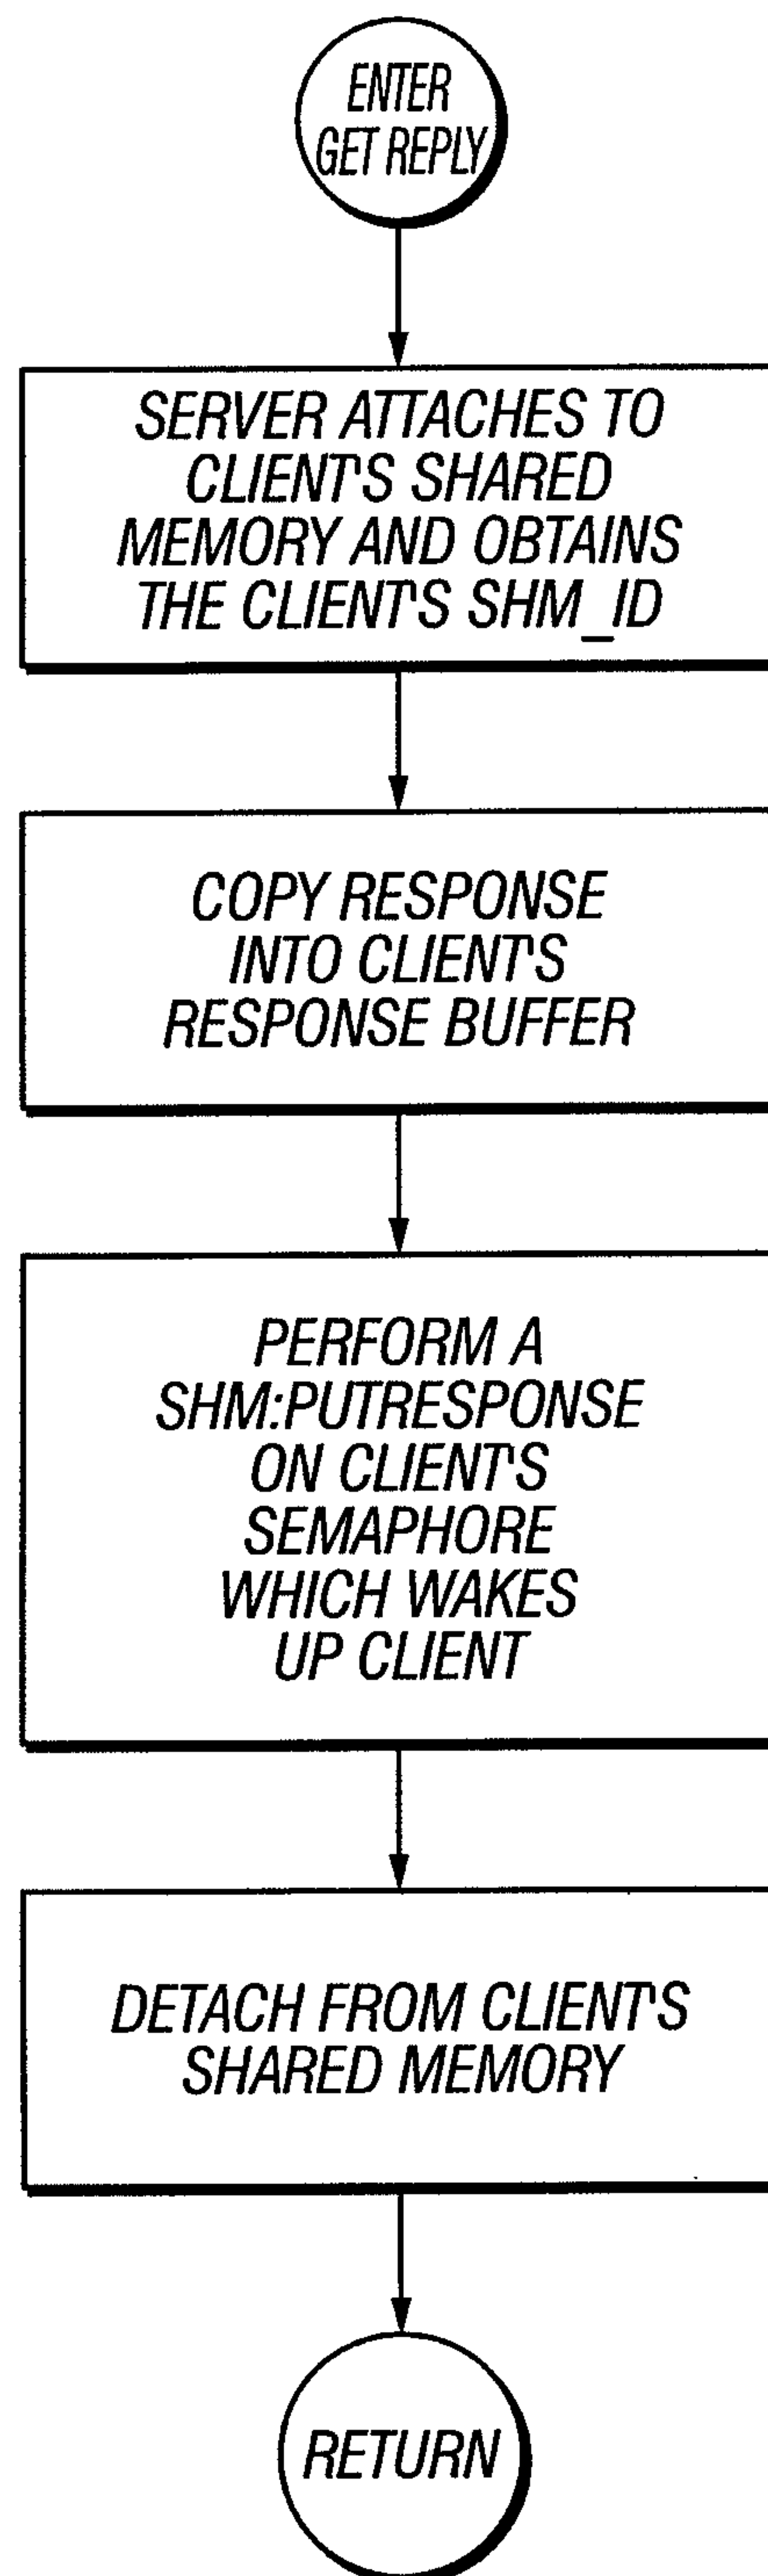 ENTER
GET REPLY
SERVER ATTACHES TO
CLIENT'S SHARED
MEMORY AND OBTAINS
THE CLIENT'S SHM_ID
COPY RESPONSE
INTO CLIENT'S
RESPONSE BUFFER
PERFORM A
SHM:PUTRESPONSE
ON CLIENT'S
SEMAPHORE
WHICH WAKES
UP CLIENT
DETACH FROM CLIENT'S
SHARED MEMORY
RETURN